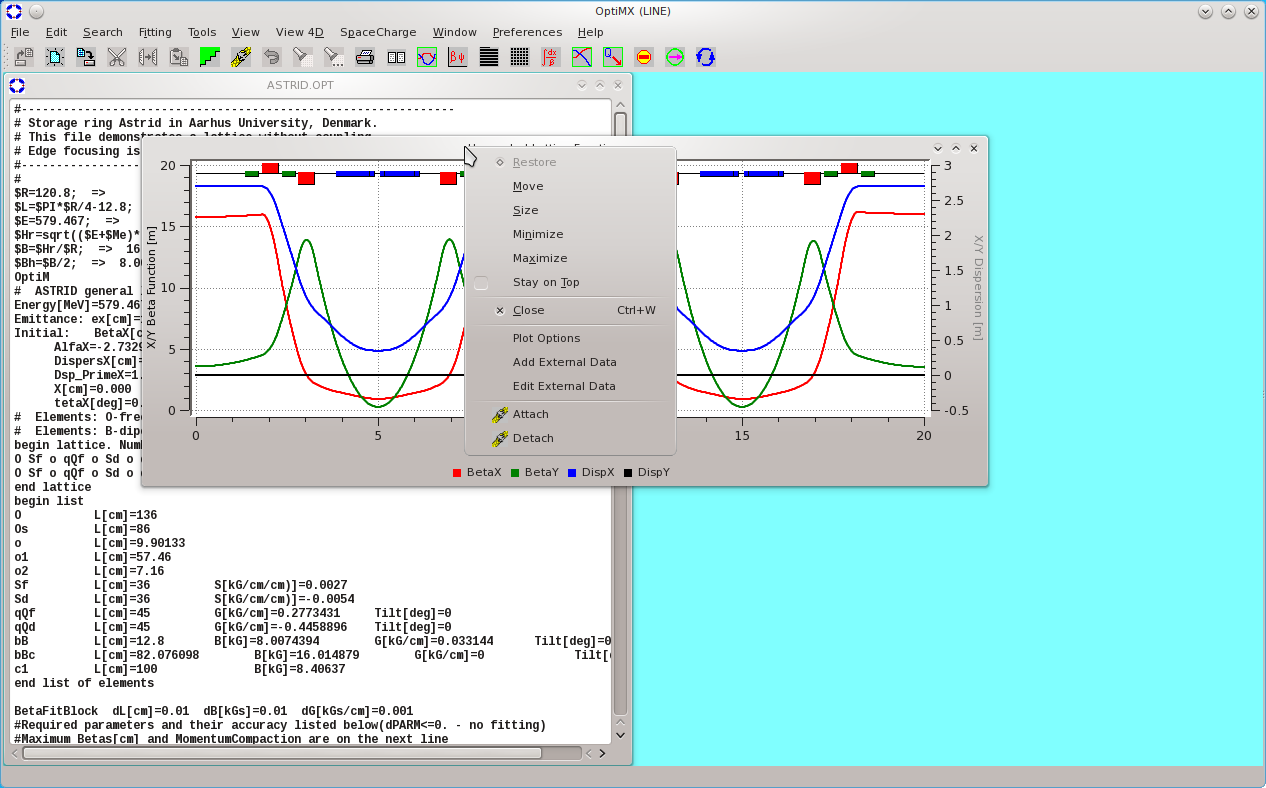 OptiMX (LINE)
File Edit Search Fitting Tools View View 4D SpaceCharge Window Preferences Help
ASTRID.OPT
#--------------------------------------------------------------
# Storage ring Astrid in Aarhus University, Denmark.
# This file demonstrates a lattice without coupling
# Edge focusing is
#-----------------
#
$R=120.8; =>
$L=$PI*$R/4-12.8;
$E=579.467; =>
$Hr=sqrt(($E+$Me)*
$B=$Hr/$R; => 16
$Bh=$B/2; => 8.00
OptiM
# ASTRID general
Energy[MeV]=579.46
Emittance: ex[cm]=
Initial: BetaX[c
AlfaX=-2.7329
DispersX[cm]=
Dsp_PrimeX=1.
X[cm]=0.000
tetaX[deg]=0.
# Elements: O-fre
# Elements: B-dip
begin lattice. Num
O Sf o qQf o Sd o
O Sf o qQf o Sd o
end lattice
begin list
O L[cm]=136
Os L[cm]=86
o L[cm]=9.90133
o1 L[cm]=57.46
o2 L[cm]=7.16
Sf L[cm]=36 S[kG/cm/cm)]=0.0027
Sd L[cm]=36 S[kG/cm/cm)]=-0.0054
qQf L[cm]=45 G[kG/cm]=0.2773431 Tilt[deg]=0
qQd L[cm]=45 G[kG/cm]=-0.4458896 Tilt[deg]=0
bB L[cm]=12.8 B[kG]=8.0074394 G[kG/cm]=0.033144 Tilt[deg]=0
bBc L[cm]=82.076098 B[kG]=16.014879 G[kG/cm]=0 Tilt[
c1 L[cm]=100 B[kG]=8.40637
end list of elements
BetaFitBlock dL[cm]=0.01 dB[kGs]=0.01 dG[kGs/cm]=0.001
#Required parameters and their accuracy listed below(dPARM<=0. - no fitting)
#Maximum Betas[cm] and MomentumCompaction are on the next line
X/Y Beta Function [m]
20
15
10
5
0
0 5 15 20
3
2.5
2
1.5
1
0.5
0
-0.5
X/Y Dispersion [m]
BetaX BetaY DispX DispY
Restore
Move
Size
Minimize
Maximize
Stay on Top
Close Ctrl+W
Plot Options
Add External Data
Edit External Data
Attach
Detach